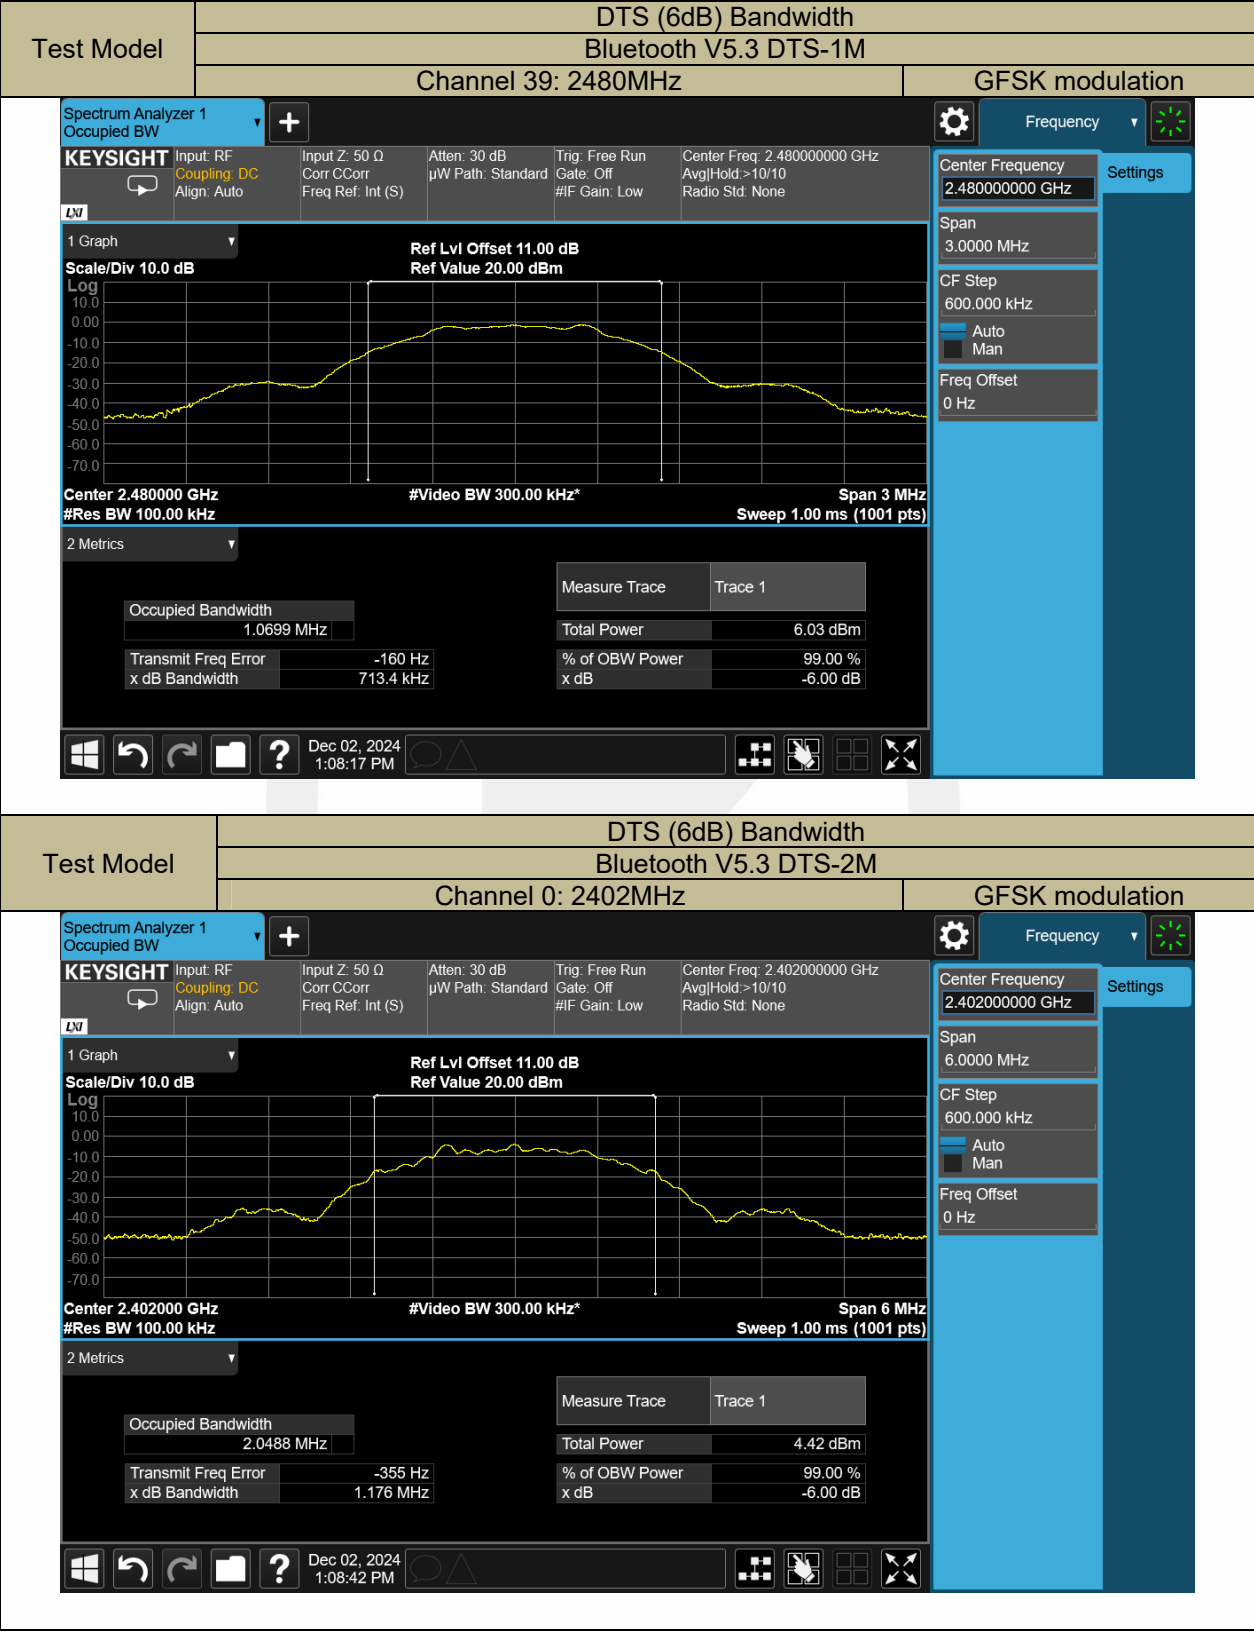 Test Model
DTS (6dB) Bandwidth
Bluetooth V5.3 DTS-1M
Channel 39: 2480MHz GFSK modulation
Spectrum Analyzer 1
Occupied BW
Frequency
KEYSIGHT
LXI
Input: RF
Coupling: DC
Align: Auto
Input Z: 50 Ω
Corr CCorr
Freq Ref: Int (S)
Atten: 30 dB
µW Path: Standard
Trig: Free Run
Gate: Off
#IF Gain: Low
Center Freq: 2.480000000 GHz
Avg|Hold:>10/10
Radio Std: None
Center Frequency
2.480000000 GHz
Settings
Span
3.0000 MHz
CF Step
600.000 kHz
Auto
Man
Freq Offset
0 Hz
1 Graph
Scale/Div 10.0 dB
Ref Lvl Offset 11.00 dB
Ref Value 20.00 dBm
Log
10.0
0.00
-10.0
-20.0
-30.0
-40.0
-50.0
-60.0
-70.0
Center 2.480000 GHz #Video BW 300.00 kHz* Span 3 MHz
#Res BW 100.00 kHz Sweep 1.00 ms (1001 pts)
2 Metrics
Measure Trace Trace 1
Occupied Bandwidth
1.0699 MHz
Total Power 6.03 dBm
Transmit Freq Error -160 Hz
% of OBW Power 99.00 %
x dB Bandwidth 713.4 kHz
x dB -6.00 dB
?
Dec 02, 2024
1:08:17 PM
Test Model
DTS (6dB) Bandwidth
Bluetooth V5.3 DTS-2M
Channel 0: 2402MHz GFSK modulation
Spectrum Analyzer 1
Occupied BW
Frequency
KEYSIGHT
LXI
Input: RF
Coupling: DC
Align: Auto
Input Z: 50 Ω
Corr CCorr
Freq Ref: Int (S)
Atten: 30 dB
µW Path: Standard
Trig: Free Run
Gate: Off
#IF Gain: Low
Center Freq: 2.402000000 GHz
Avg|Hold:>10/10
Radio Std: None
Center Frequency
2.402000000 GHz
Settings
Span
6.0000 MHz
CF Step
600.000 kHz
Auto
Man
Freq Offset
0 Hz
1 Graph
Scale/Div 10.0 dB
Ref Lvl Offset 11.00 dB
Ref Value 20.00 dBm
Log
10.0
0.00
-10.0
-20.0
-30.0
-40.0
-50.0
-60.0
-70.0
Center 2.402000 GHz #Video BW 300.00 kHz* Span 6 MHz
#Res BW 100.00 kHz Sweep 1.00 ms (1001 pts)
2 Metrics
Measure Trace Trace 1
Occupied Bandwidth
2.0488 MHz
Total Power 4.42 dBm
Transmit Freq Error -355 Hz
% of OBW Power 99.00 %
x dB Bandwidth 1.176 MHz
x dB -6.00 dB
?
Dec 02, 2024
1:08:42 PM